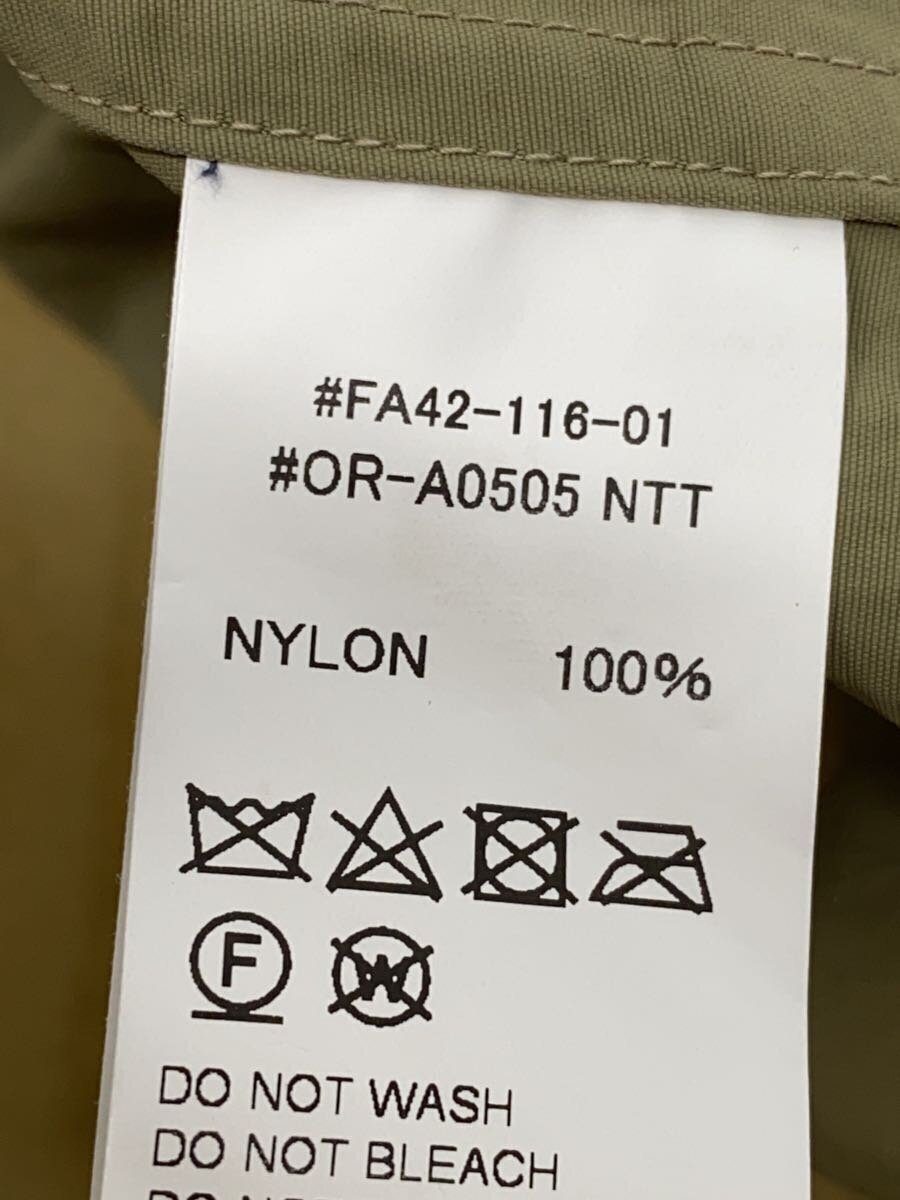 #FA42-116-01
#OR-A0505 NTT
NYLON 100%
F W
DO NOT WASH
DO NOT BLEACH